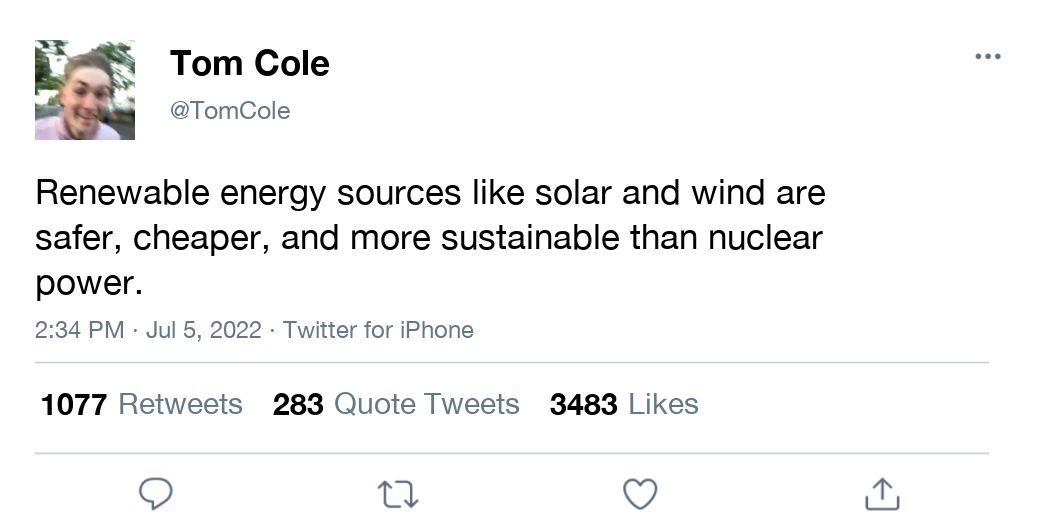 Tom Cole
@TomCole
Renewable energy sources like solar and wind are
safer, cheaper, and more sustainable than nuclear
power.
2:34 PM · Jul 5, 2022 · Twitter for iPhone
1077 Retweets 283 Quote Tweets 3483 Likes